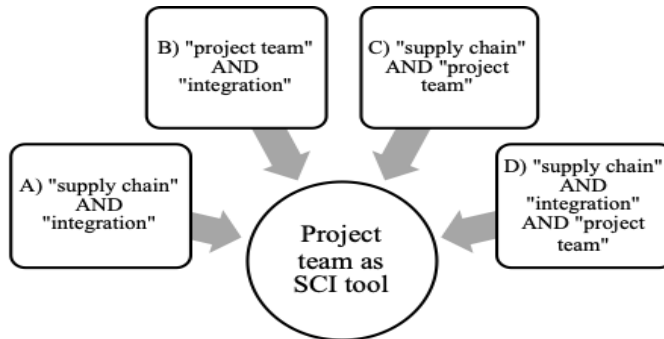 A) "supply chain"
AND
"integration"
B) "project team"
AND
"integration"
C) "supply chain"
AND "project
team"
D) "supply chain"
AND
"integration"
AND "project
team"
Project
team as
SCI tool